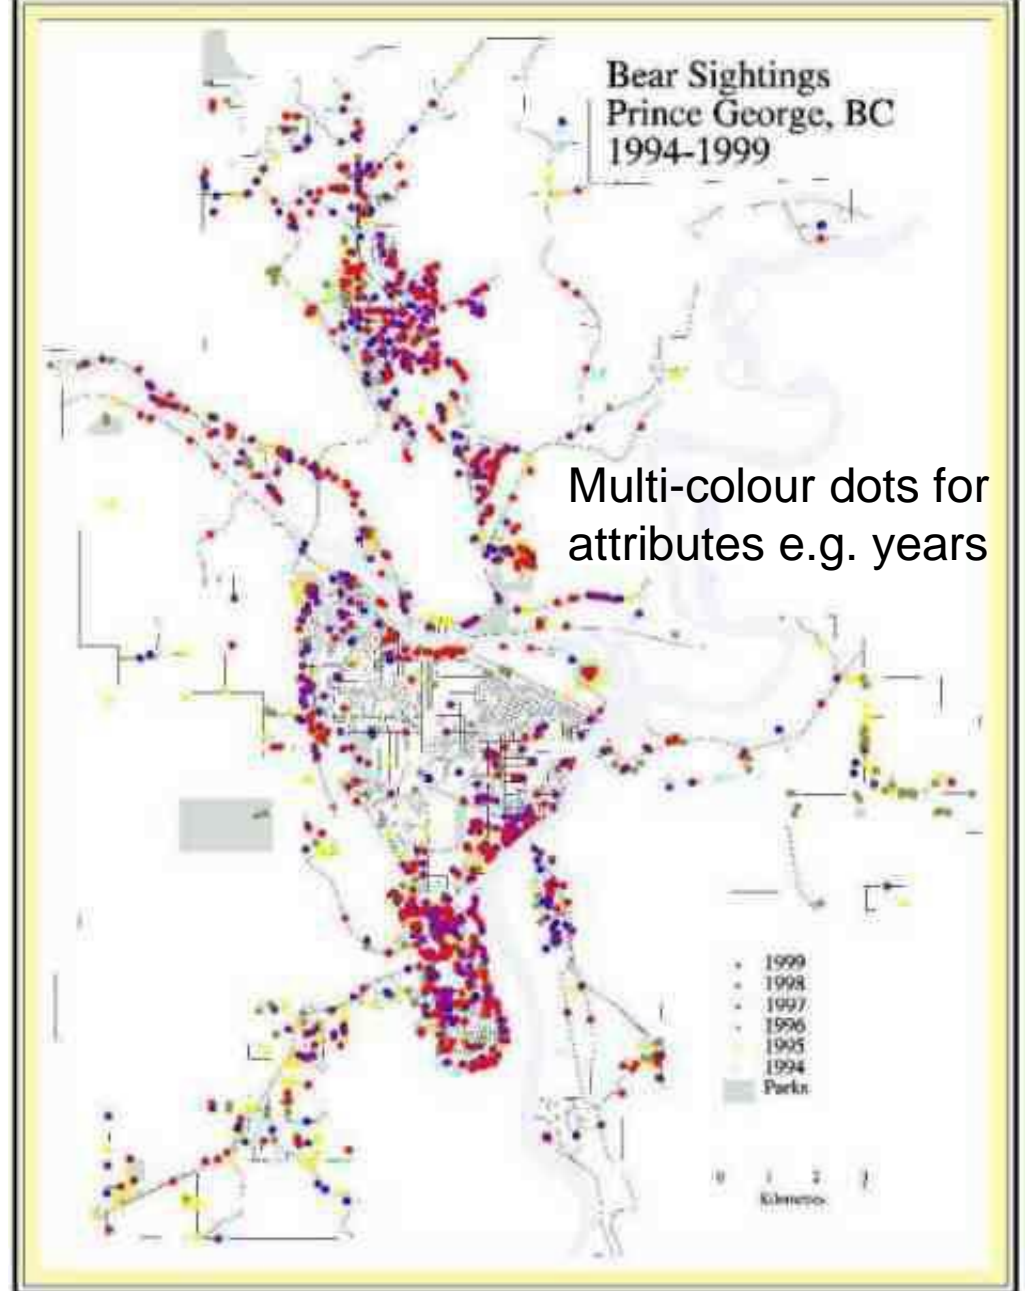 Bear Sightings
Prince George, BC
1994-1999
Multi-colour dots for
attributes e.g. years
1999
1998
1997
1996
1995
1994
Parks
0 1 2 3
Kilometres